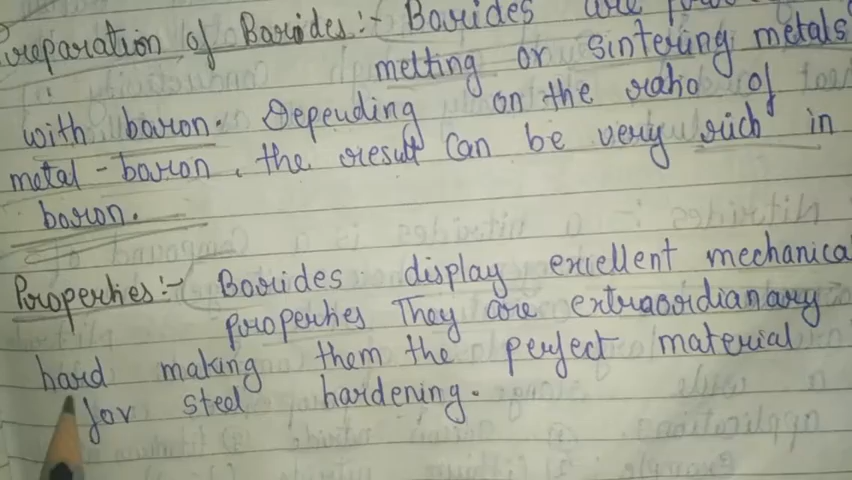 Preparation of Borides:- Borides are
melting or sintering metals
with boron. Depending on the ratio of
metal-boron, the result can be very rich in
boron.
Properties:- Borides display excellent mechanical
properties They are extraordianary
hard making them the perfect material
for steel hardening.